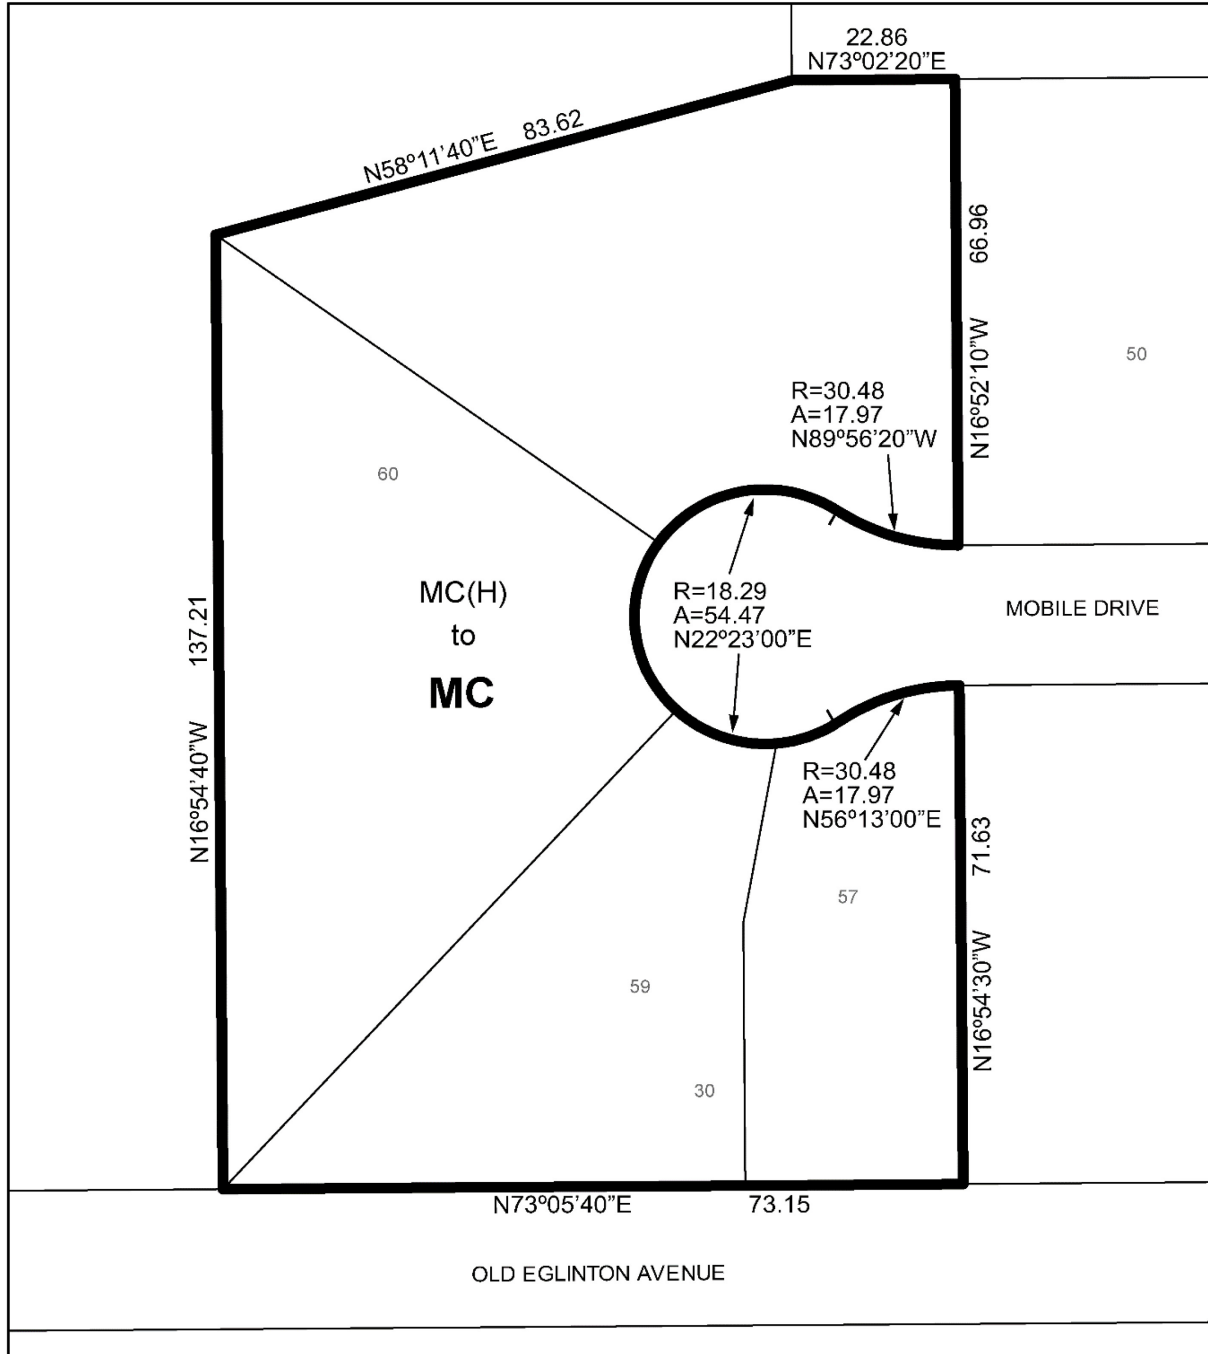 22.86
N73º02'20"E
N58º11'40"E 83.62
66.96
N16º52'10"W
50
R=30.48
A=17.97
N89º56'20"W
60
MC(H)
to
MC
R=18.29
A=54.47
N22º23'00"E
MOBILE DRIVE
137.21
N16º54'40"W
R=30.48
A=17.97
N56º13'00"E
71.63
N16º54'30"W
57
59
30
N73º05'40"E 73.15
OLD EGLINTON AVENUE